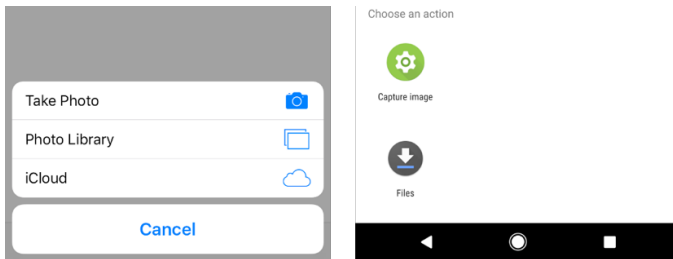 Take Photo
Photo Library
iCloud
Cancel
Choose an action
Capture image
Files